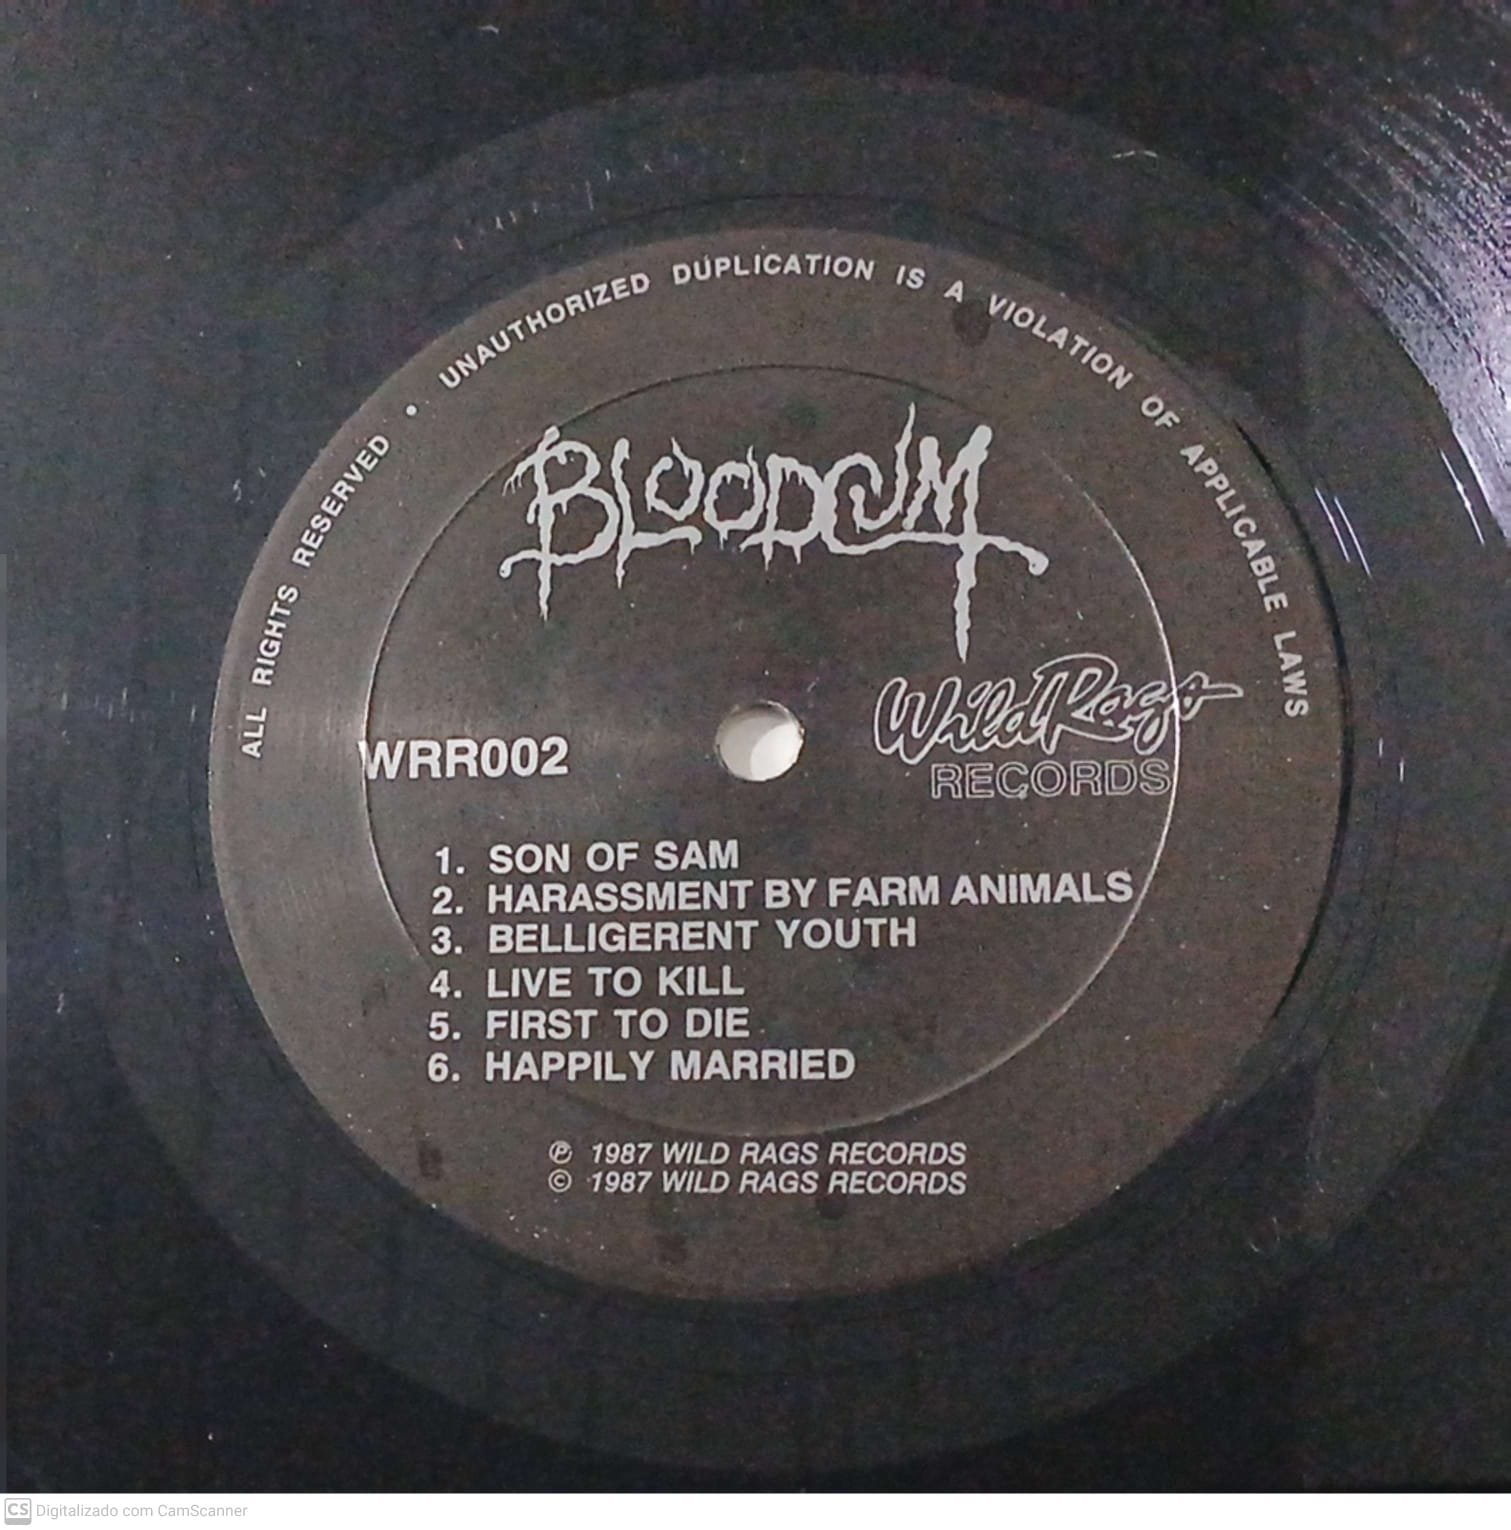 ALL RIGHTS RESERVED • UNAUTHORIZED DUPLICATION IS A VIOLATION OF APPLICABLE LAWS
BLOODCUM
Wild Rags
RECORDS
WRR002
1. SON OF SAM
2. HARASSMENT BY FARM ANIMALS
3. BELLIGERENT YOUTH
4. LIVE TO KILL
5. FIRST TO DIE
6. HAPPILY MARRIED
℗ 1987 WILD RAGS RECORDS
© 1987 WILD RAGS RECORDS
CS Digitalizado com CamScanner